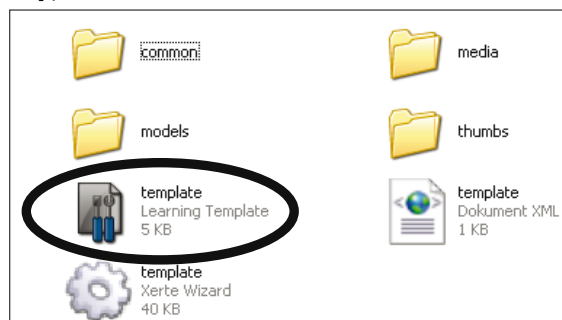 common
media
models
thumbs
template
Learning Template
5 KB
template
Dokument XML
1 KB
template
Xerte Wizard
40 KB